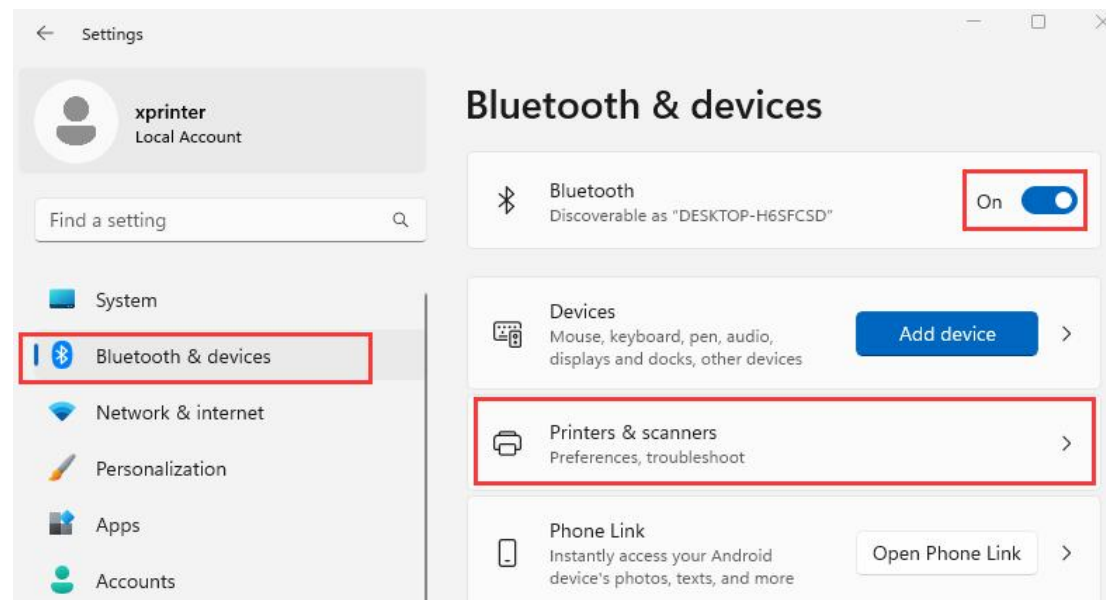 Settings
xprinter
Local Account
Find a setting
System
Bluetooth & devices
Network & internet
Personalization
Apps
Accounts
Bluetooth & devices
Bluetooth
Discoverable as "DESKTOP-H6SFCSD"
On
Devices
Mouse, keyboard, pen, audio,
displays and docks, other devices
Add device
Printers & scanners
Preferences, troubleshoot
Phone Link
Instantly access your Android
device's photos, texts, and more
Open Phone Link